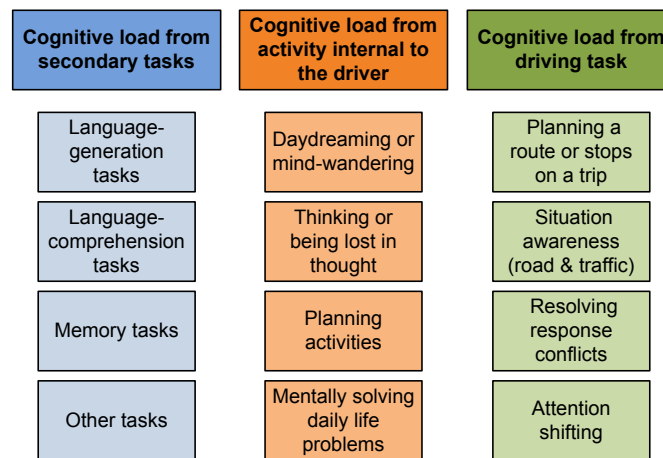 Cognitive load from
secondary tasks
Cognitive load from
activity internal to
the driver
Cognitive load from
driving task
Language-
generation
tasks
Daydreaming or
mind-wandering
Planning a
route or stops
on a trip
Language-
comprehension
tasks
Thinking or
being lost in
thought
Situation
awareness
(road & traffic)
Memory tasks
Planning
activities
Resolving
response
conflicts
Other tasks
Mentally solving
daily life
problems
Attention
shifting